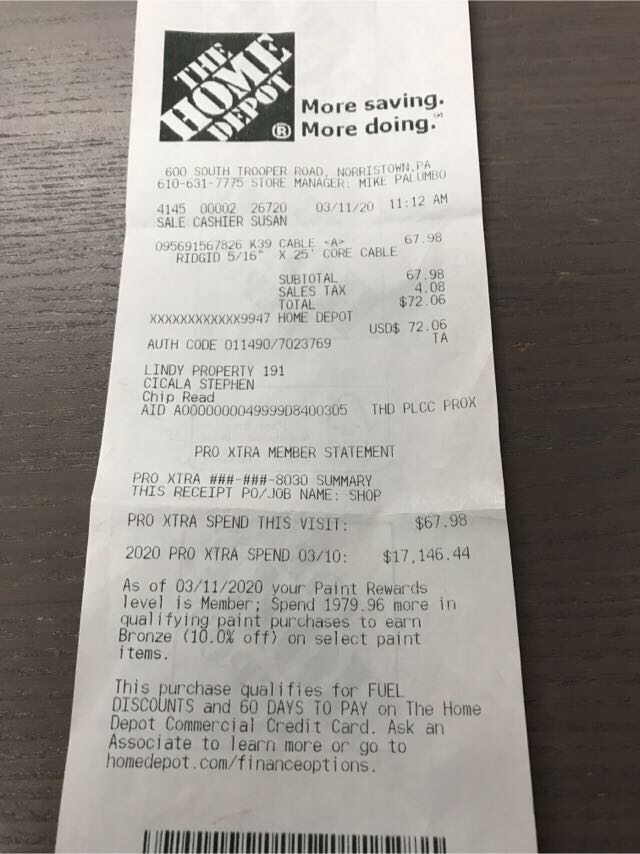 THE
HOME
DEPOT
®
More saving.
More doing.℠
600 SOUTH TROOPER ROAD, NORRISTOWN,PA
610-631-7775 STORE MANAGER: MIKE PALUMBO
4145 00002 26720 03/11/20 11:12 AM
SALE CASHIER SUSAN
095691567826 K39 CABLE <A> 67.98
RIDGID 5/16" X 25' CORE CABLE
SUBTOTAL 67.98
SALES TAX 4.08
TOTAL $72.06
XXXXXXXXXXXX9947 HOME DEPOT
USD$ 72.06
AUTH CODE 011490/7023769 TA
LINDY PROPERTY 191
CICALA STEPHEN
Chip Read
AID A0000000049999D8400305 THD PLCC PROX
PRO XTRA MEMBER STATEMENT
PRO XTRA ###-###-8030 SUMMARY
THIS RECEIPT PO/JOB NAME: SHOP
PRO XTRA SPEND THIS VISIT: $67.98
2020 PRO XTRA SPEND 03/10: $17,146.44
As of 03/11/2020 your Paint Rewards
level is Member; Spend 1979.96 more in
qualifying paint purchases to earn
Bronze (10.0% off) on select paint
items.
This purchase qualifies for FUEL
DISCOUNTS and 60 DAYS TO PAY on The Home
Depot Commercial Credit Card. Ask an
Associate to learn more or go to
homedepot.com/financeoptions.